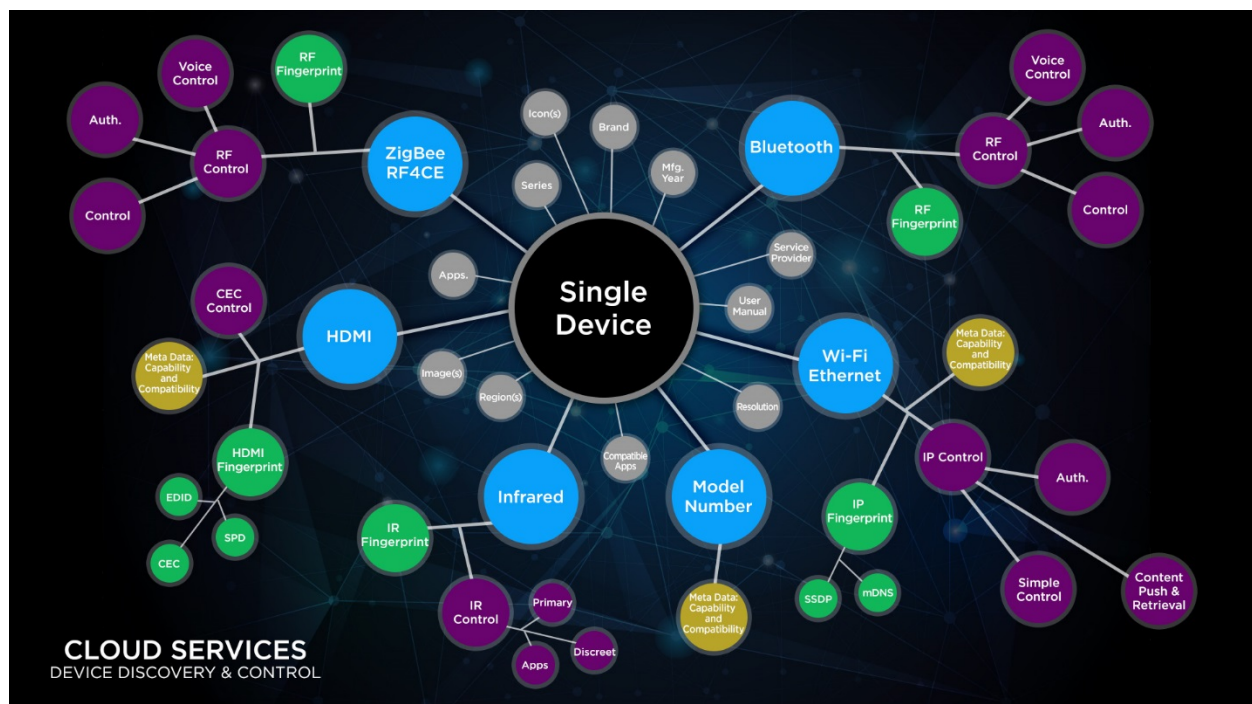 Voice
Control
RF
Fingerprint
Auth.
RF
Control
Control
ZigBee
RF4CE
Icon(s)
Brand
Series
Mfg.
Year
Bluetooth
Voice
Control
RF
Control
Auth.
Control
RF
Fingerprint
Apps.
Single
Device
Service
Provider
User
Manual
CEC
Control
HDMI
Meta Data:
Capability
and
Compatibility
Image(s)
Region(s)
Resolution
Wi-Fi
Ethernet
Meta Data:
Capability
and
Compatibility
HDMI
Fingerprint
EDID
SPD
CEC
Infrared
Compatible
Apps
Model
Number
IP Control
Auth.
IP
Fingerprint
SSDP
mDNS
Simple
Control
Content
Push &
Retrieval
IR
Fingerprint
IR
Control
Primary
Discreet
Apps
Meta Data:
Capability
and
Compatibility
CLOUD SERVICES
DEVICE DISCOVERY & CONTROL